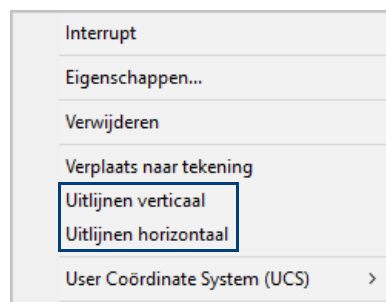 Interrupt
Eigenschappen...
Verwijderen
Verplaats naar tekening
Uitlijnen verticaal
Uitlijnen horizontaal
User Coördinate System (UCS)